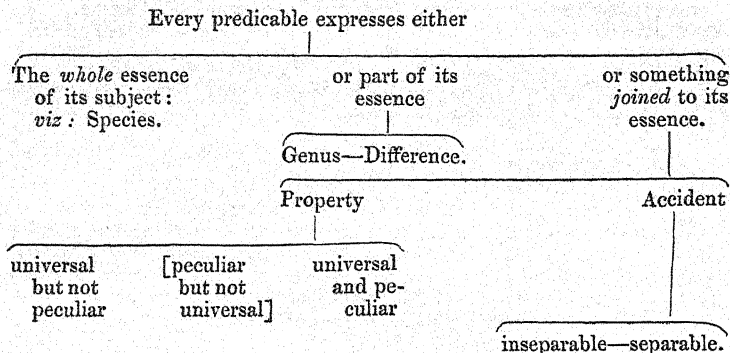 Every predicable expresses either
The whole essence
of its subject:
viz: Species.
or part of its
essence
or something
joined to its
essence.
Genus—Difference.
Property
Accident
universal
but not
peculiar
[peculiar
but not
universal]
universal
and pe-
culiar
inseparable—separable.